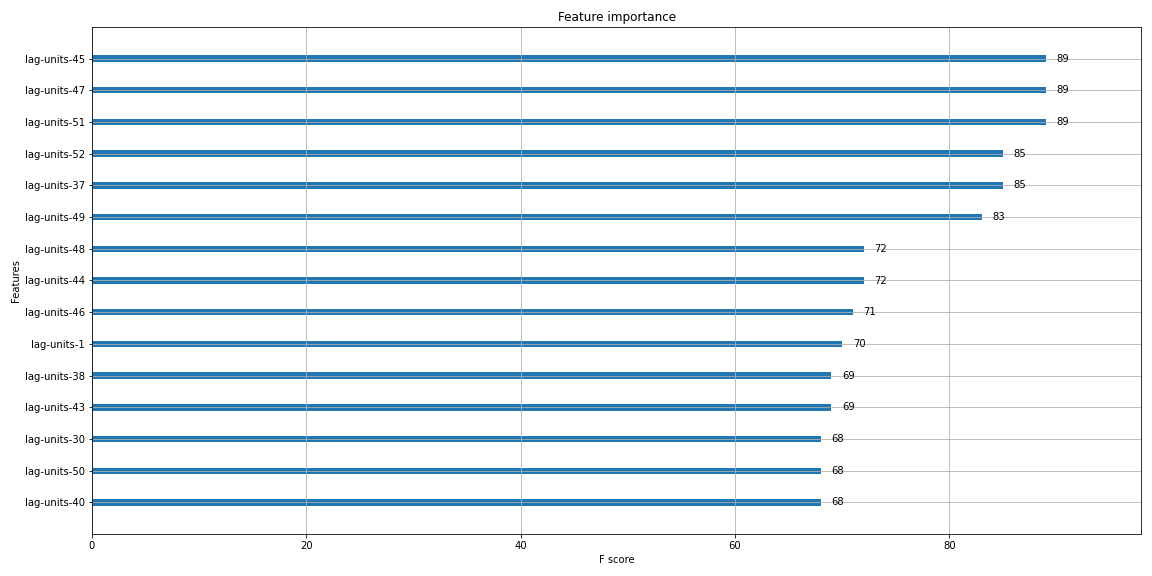 Feature importance
Features
lag-units-45 89
lag-units-47 89
lag-units-51 89
lag-units-52 85
lag-units-37 85
lag-units-49 83
lag-units-48 72
lag-units-44 72
lag-units-46 71
lag-units-1 70
lag-units-38 69
lag-units-43 69
lag-units-30 68
lag-units-50 68
lag-units-40 68
0 20 40 60 80
F score